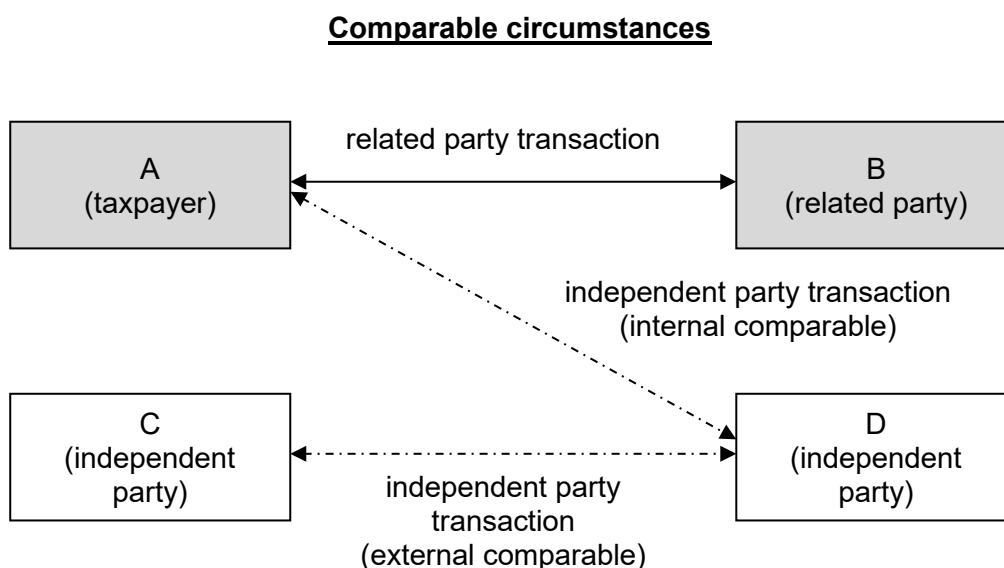 Comparable circumstances
related party transaction
A
(taxpayer)
B
(related party)
independent party transaction
(internal comparable)
C
(independent
party)
D
(independent
party)
independent party
transaction
(external comparable)